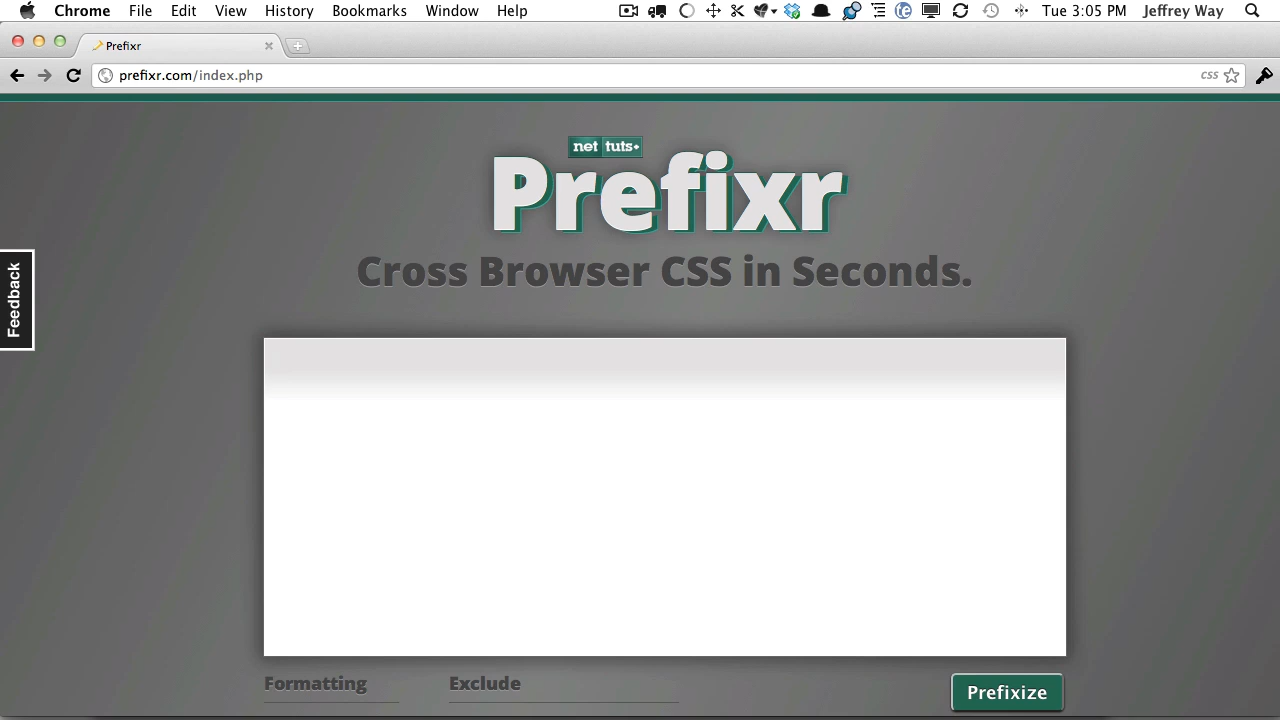 Chrome File Edit View History Bookmarks Window Help Tue 3:05 PM Jeffrey Way
Prefixr
prefixr.com/index.php css
net tuts+
Prefixr
Cross Browser CSS in Seconds.
Feedback
Formatting Exclude Prefixize